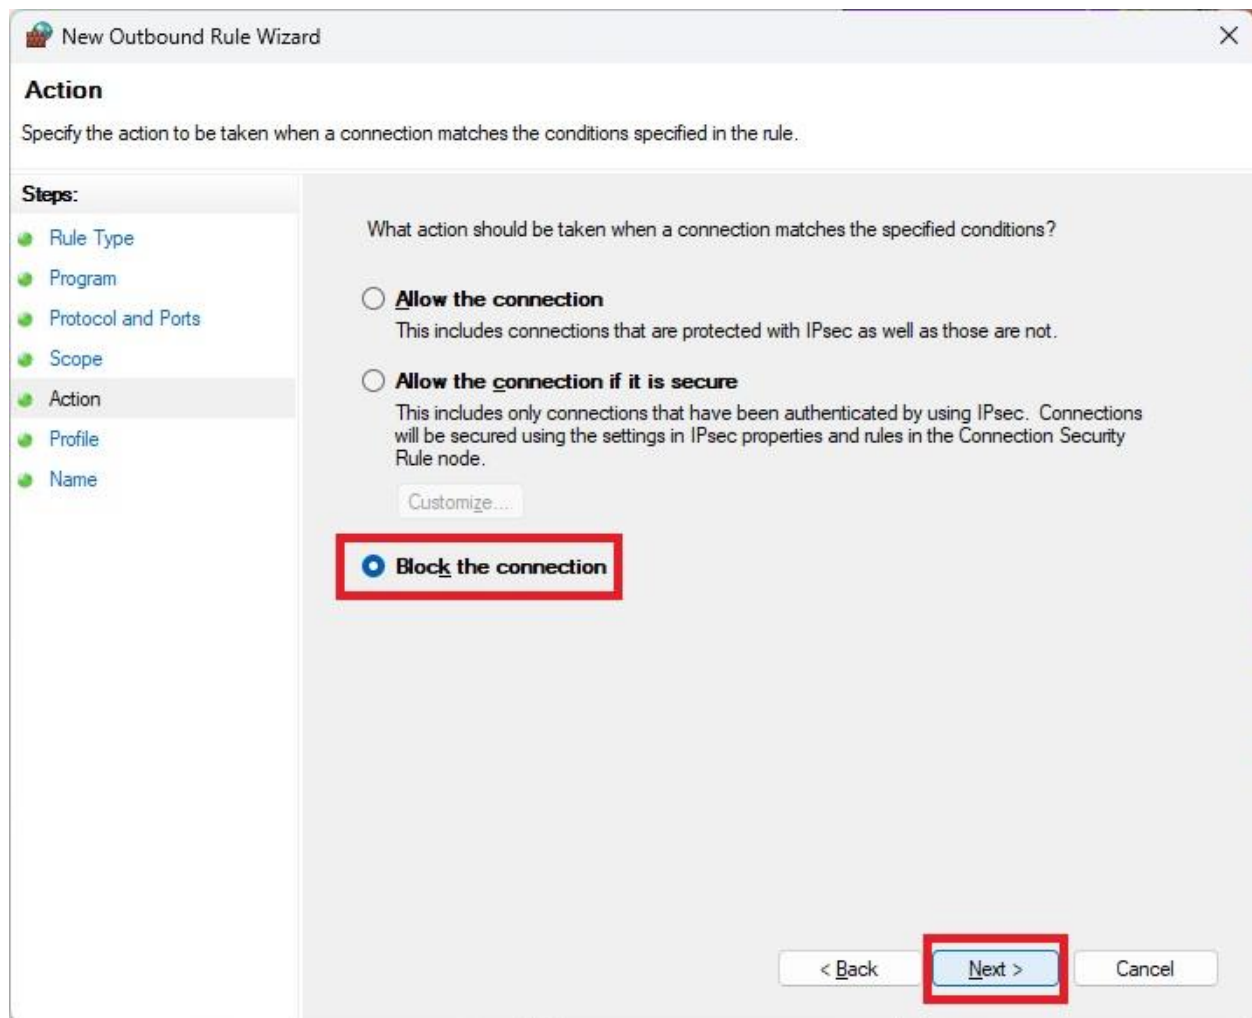 New Outbound Rule Wizard
Action
Specify the action to be taken when a connection matches the conditions specified in the rule.
Steps:
Rule Type
Program
Protocol and Ports
Scope
Action
Profile
Name
What action should be taken when a connection matches the specified conditions?
Allow the connection
This includes connections that are protected with IPsec as well as those are not.
Allow the connection if it is secure
This includes only connections that have been authenticated by using IPsec. Connections
will be secured using the settings in IPsec properties and rules in the Connection Security
Rule node.
Customize....
Block the connection
< Back
Next >
Cancel